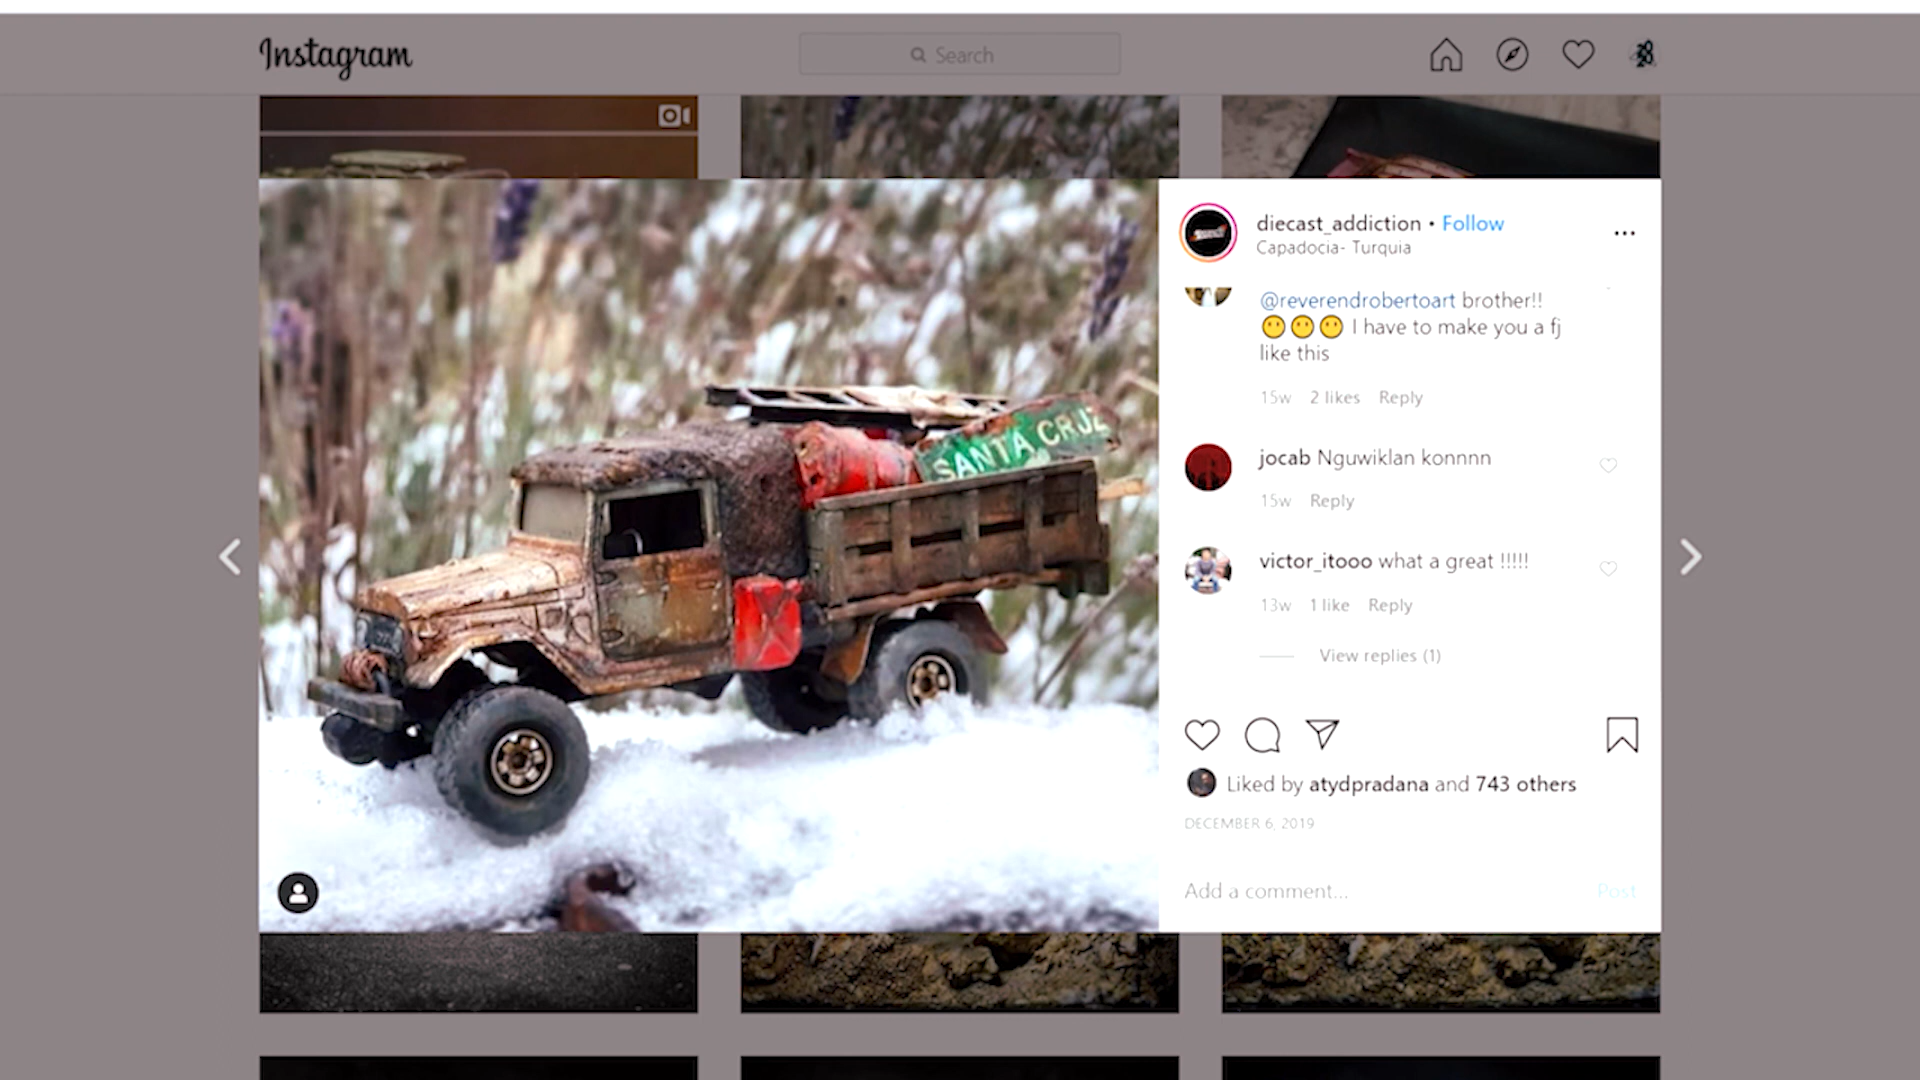 Instagram
Search
diecast_addiction • Follow
Capadocia- Turquia
@reverendrobertoart brother!!
😶😶😶 I have to make you a fj
like this
15w 2 likes Reply
jocab Nguwiklan konnnn
15w Reply
victor_itooo what a great !!!!!
13w 1 like Reply
View replies (1)
Liked by atydpradana and 743 others
DECEMBER 6, 2019
Add a comment... Post
SANTA CRUZ